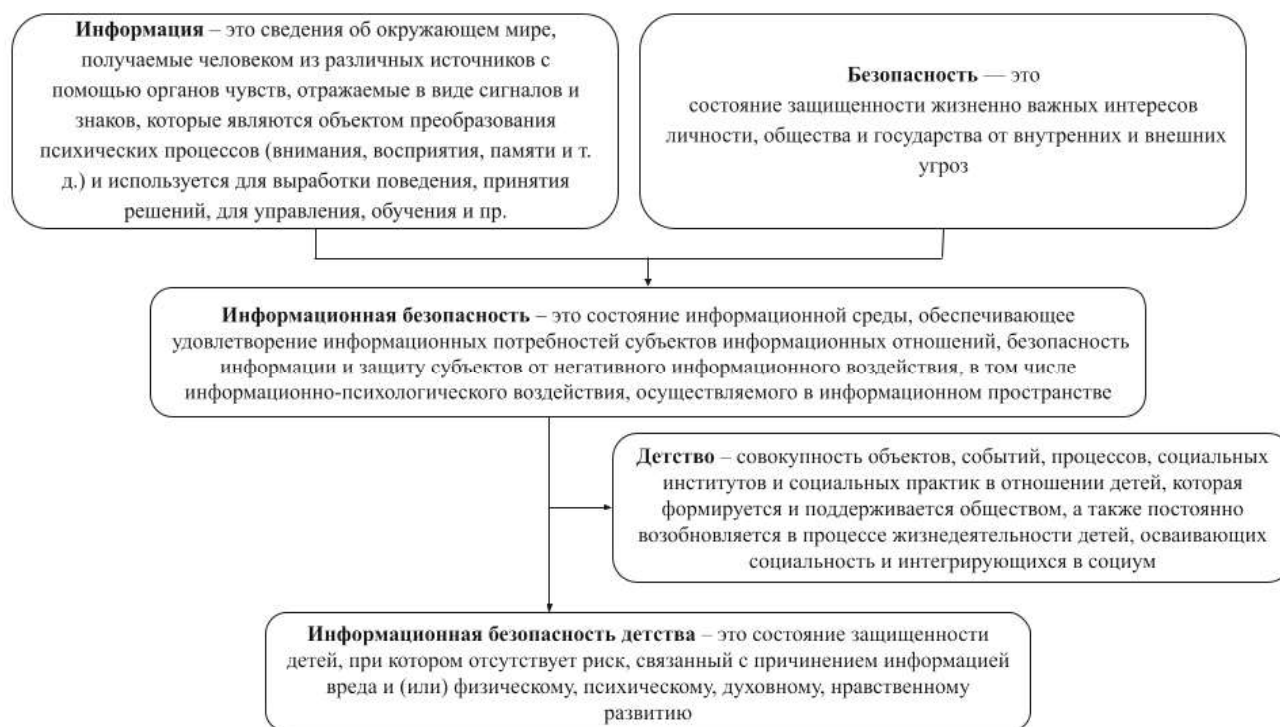 Информация – это сведения об окружающем мире,
получаемые человеком из различных источников с
помощью органов чувств, отражаемые в виде сигналов и
знаков, которые являются объектом преобразования
психических процессов (внимания, восприятия, памяти и т.
д.) и используется для выработки поведения, принятия
решений, для управления, обучения и пр.
Безопасность — это
состояние защищенности жизненно важных интересов
личности, общества и государства от внутренних и внешних
угроз
Информационная безопасность – это состояние информационной среды, обеспечивающее
удовлетворение информационных потребностей субъектов информационных отношений, безопасность
информации и защиту субъектов от негативного информационного воздействия, в том числе
информационно-психологического воздействия, осуществляемого в информационном пространстве
Детство – совокупность объектов, событий, процессов, социальных
институтов и социальных практик в отношении детей, которая
формируется и поддерживается обществом, а также постоянно
возобновляется в процессе жизнедеятельности детей, осваивающих
социальность и интегрирующихся в социум
Информационная безопасность детства – это состояние защищенности
детей, при котором отсутствует риск, связанный с причинением информацией
вреда и (или) физическому, психическому, духовному, нравственному
развитию